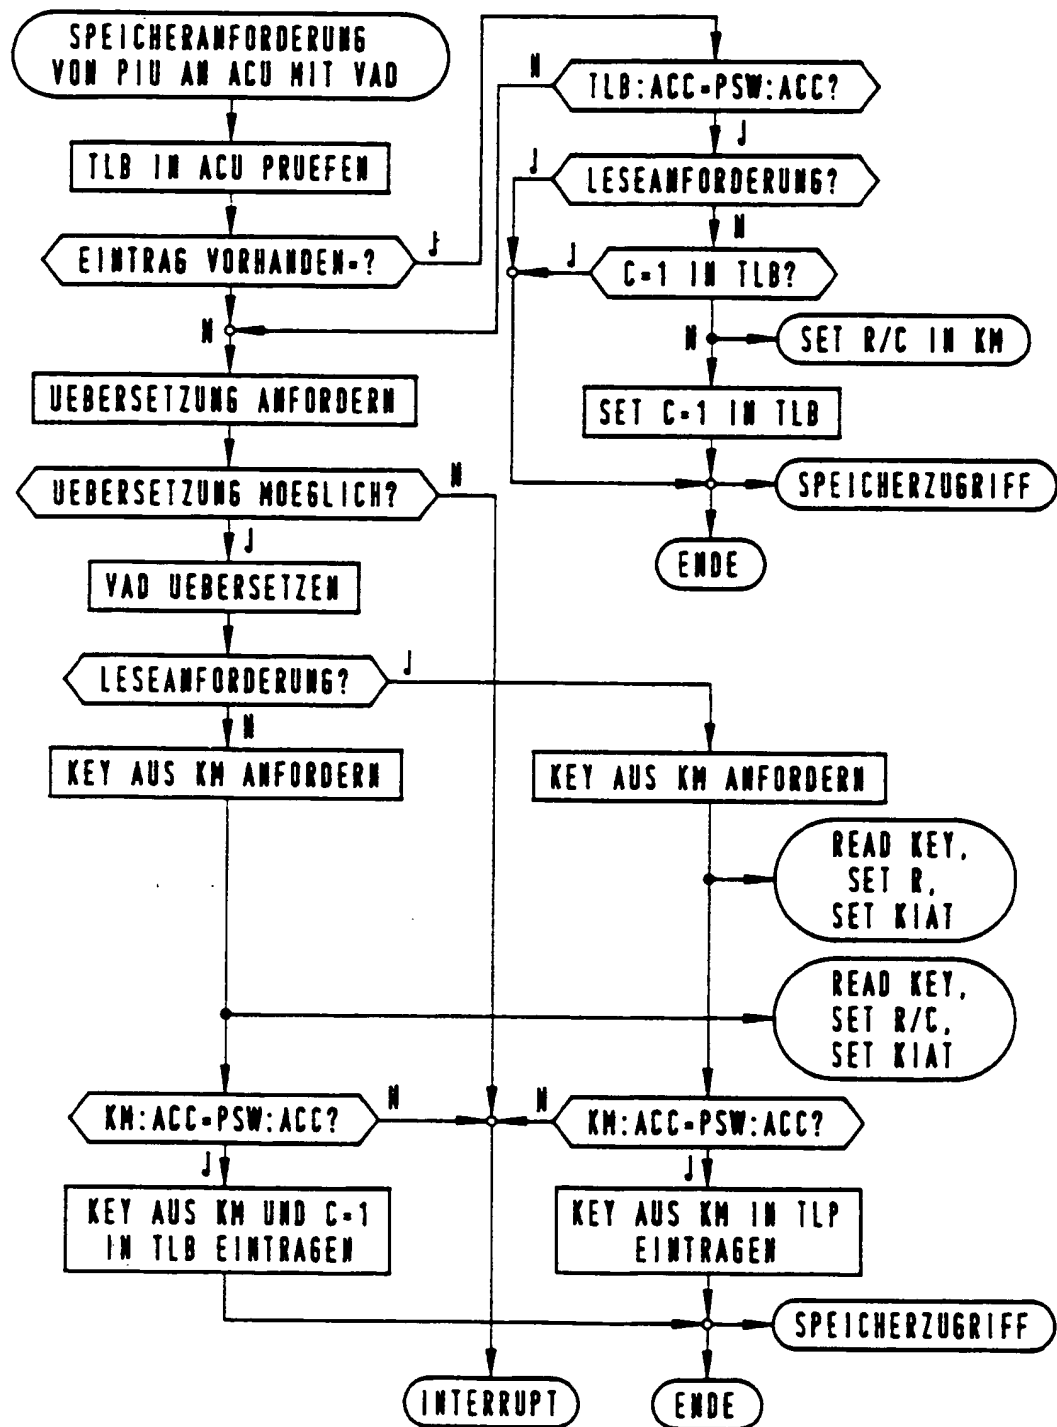 SPEICHERANFORDERUNG
VON PIU AN ACU MIT VAD
TLB IN ACU PRUEFEN
EINTRAG VORHANDEN=?
J
N
UEBERSETZUNG ANFORDERN
UEBERSETZUNG MOEGLICH?
N
J
VAD UEBERSETZEN
LESEANFORDERUNG?
J
N
KEY AUS KM ANFORDERN
KM:ACC=PSW:ACC?
N
J
KEY AUS KM UND C=1
IN TLB EINTRAGEN
INTERRUPT
N
TLB:ACC=PSW:ACC?
J
J
LESEANFORDERUNG?
N
J
C=1 IN TLB?
N
SET R/C IN KM
SET C=1 IN TLB
SPEICHERZUGRIFF
ENDE
KEY AUS KM ANFORDERN
READ KEY,
SET R,
SET KIAT
READ KEY,
SET R/C,
SET KIAT
N
KM:ACC=PSW:ACC?
J
KEY AUS KM IN TLP
EINTRAGEN
SPEICHERZUGRIFF
ENDE